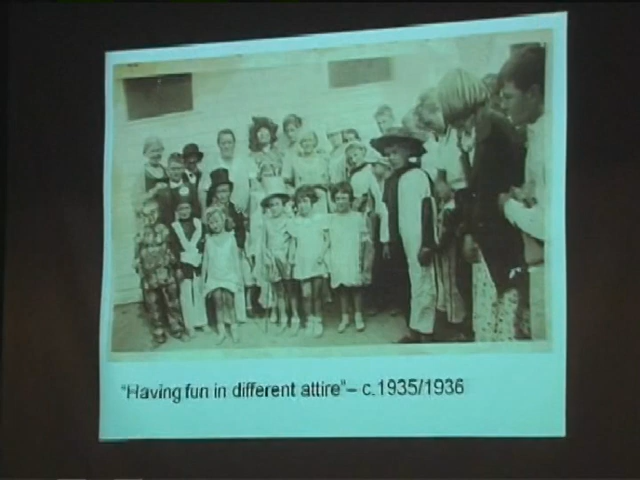 "Having fun in different attire"– c.1935/1936